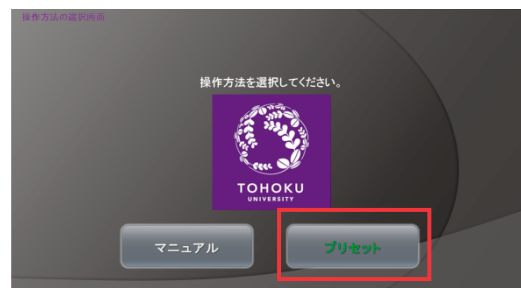 操作方法の選択画面
操作方法を選択してください。
TOHOKU
UNIVERSITY
マニュアル
プリセット